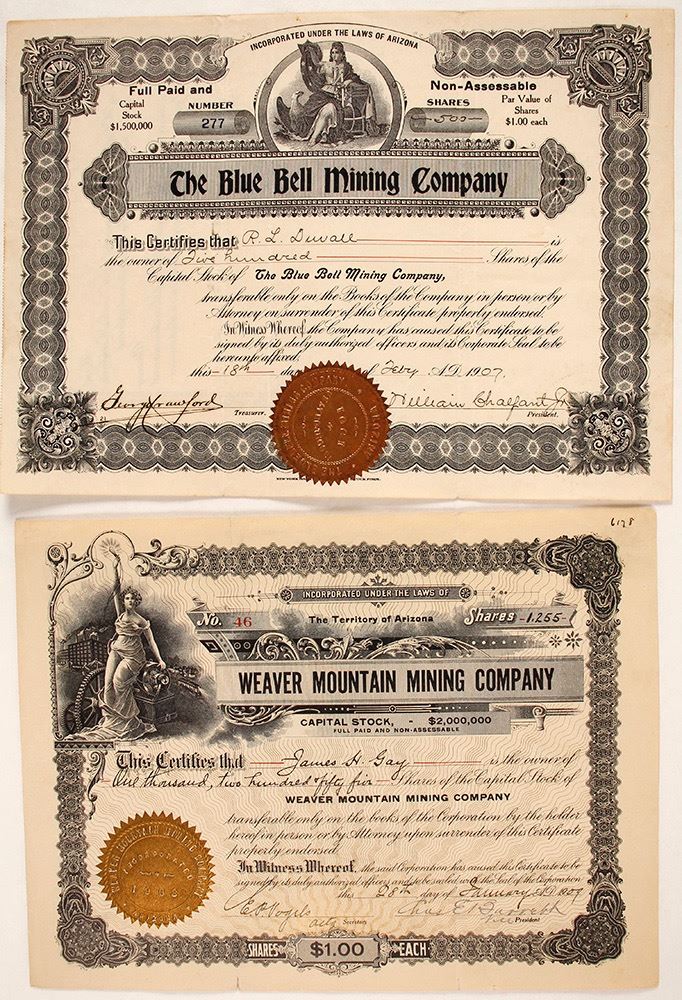 INCORPORATED UNDER THE LAWS OF ARIZONA
Full Paid and
Non-Assessable
Capital Stock $1,500,000
NUMBER
277
SHARES
-500-
Par Value of Shares $1.00 each
The Blue Bell Mining Company
This Certifies that R. L. Duvall is
the owner of Five hundred Shares of the
Capital Stock of The Blue Bell Mining Company,
transferable only on the Books of the Company in person or by
Attorney on surrender of this Certificate properly endorsed.
In Witness Whereof the Company has caused this Certificate to be
signed by its duly authorized officers and its Corporate Seal to be
hereunto affixed.
this 18th day of Feby A.D. 1907.
Crawford
Treasurer.
William Chalfant Jr
President.
6178
INCORPORATED UNDER THE LAWS OF
The Territory of Arizona
No. 46
Shares -1,255-
WEAVER MOUNTAIN MINING COMPANY
CAPITAL STOCK, - $2,000,000
FULL PAID AND NON-ASSESSABLE
This Certifies that James H. Gay is the owner of
One thousand, two hundred & fifty five Shares of the Capital Stock of
WEAVER MOUNTAIN MINING COMPANY
transferable only on the books of the Corporation by the holder
hereof in person or by Attorney upon surrender of this Certificate
properly endorsed.
In Witness Whereof, the said Corporation has caused this Certificate to be
signed by its duly authorized officers and to be sealed with the Seal of the Corporation
this 28th day of January A.D. 1909
WEAVER MOUNTAIN MINING COMPANY
INCORPORATED
Secretary
President
SHARES $1.00 EACH